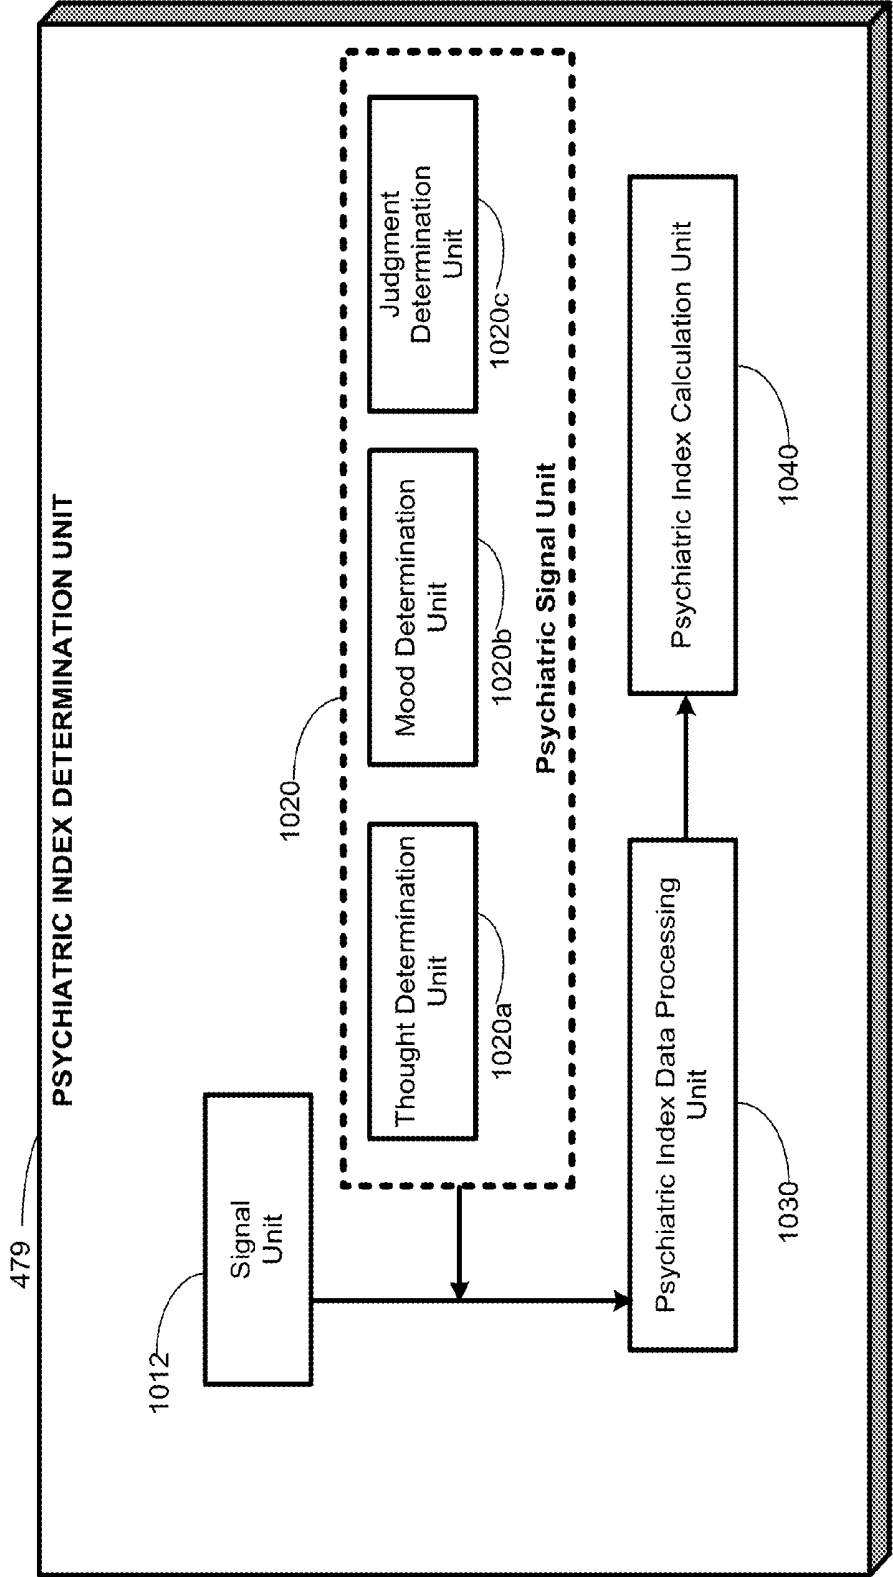 479
PSYCHIATRIC INDEX DETERMINATION UNIT
1012
Signal
Unit
1020
Thought Determination
Unit
1020a
Mood Determination
Unit
1020b
Judgment
Determination
Unit
1020c
Psychiatric Signal Unit
Psychiatric Index Data Processing
Unit
1030
Psychiatric Index Calculation Unit
1040